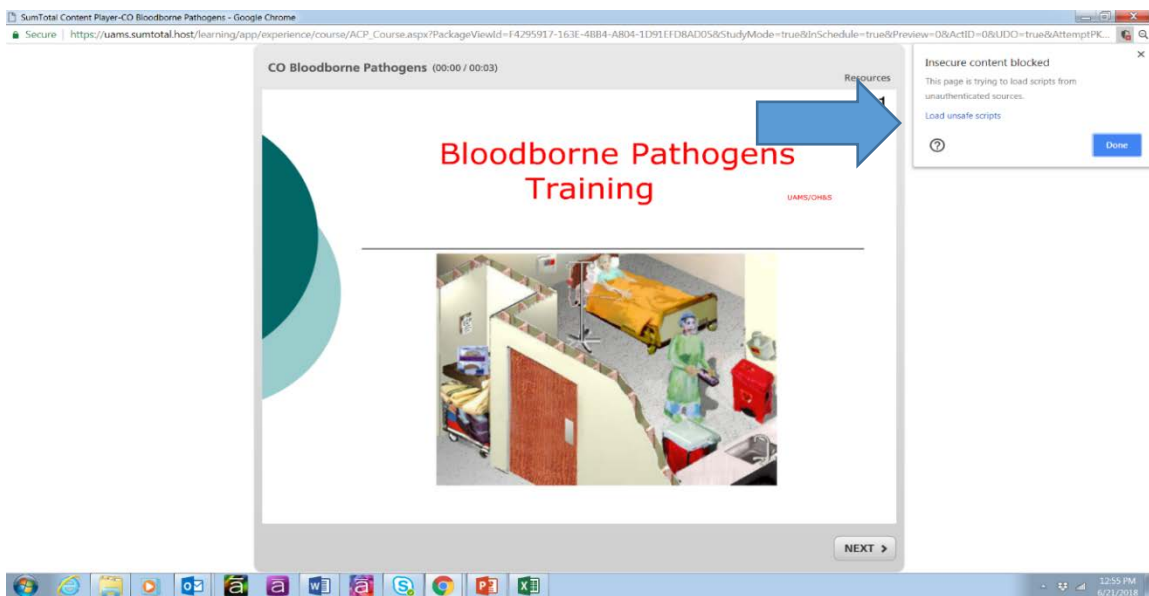 SumTotal Content Player-CO Bloodborne Pathogens - Google Chrome
Secure | https://uams.sumtotal.host/learning/app/experience/course/ACP_Course.aspx?PackageViewId=F4295917-163E-4BB4-A804-1D91EFD8AD05&StudyMode=true&InSchedule=true&Preview=0&ActID=0&UDO=true&AttemptPK...
CO Bloodborne Pathogens (00:00 / 00:03)
Resources
1
Bloodborne Pathogens
Training
UAMS/OH&S
Insecure content blocked
This page is trying to load scripts from
unauthenticated sources.
Load unsafe scripts
Done
NEXT >
12:55 PM
6/21/2018